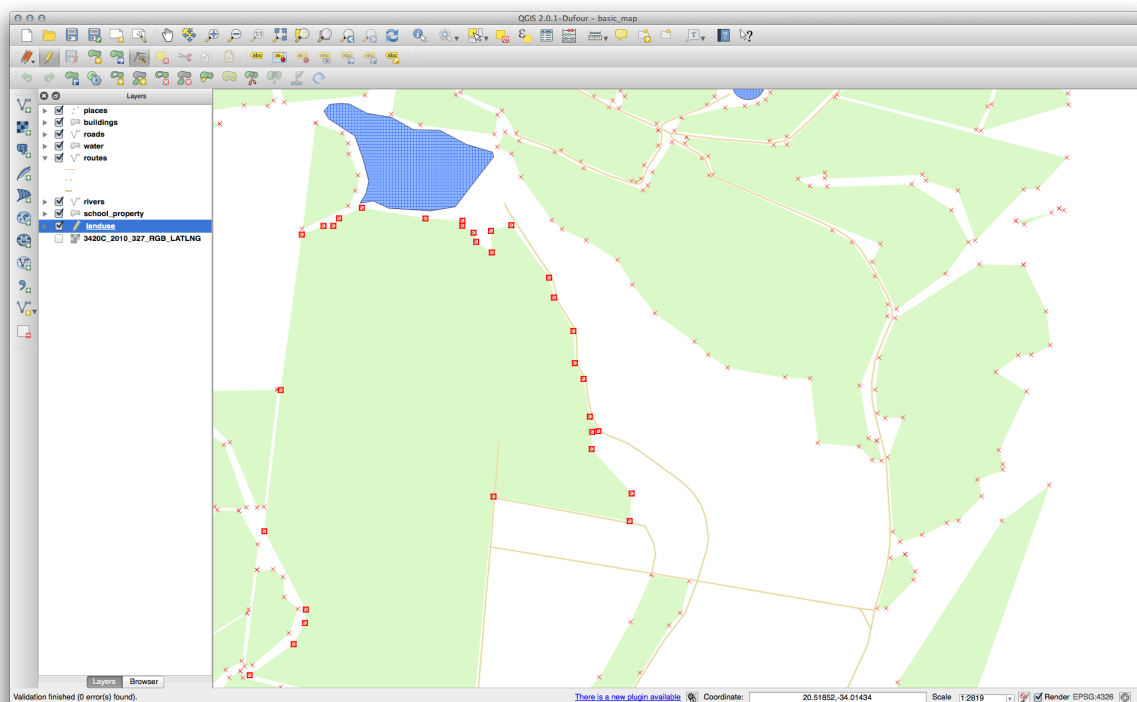 QGIS 2.0.1-Dufour - basic_map
Layers
places
buildings
roads
water
routes
rivers
school_property
landuse
3420C_2010_327_RGB_LATLNG
Layers Browser
Validation finished (0 error(s) found). There is a new plugin available Coordinate: 20.51852,-34.01434 Scale 1:2819 Render EPSG:4326